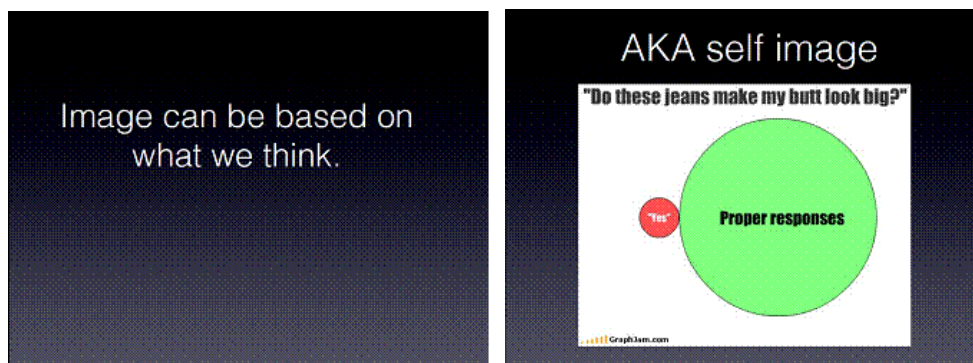 Image can be based on
what we think.
AKA self image
"Do these jeans make my butt look big?"
"Yes"
Proper responses
GraphJam.com